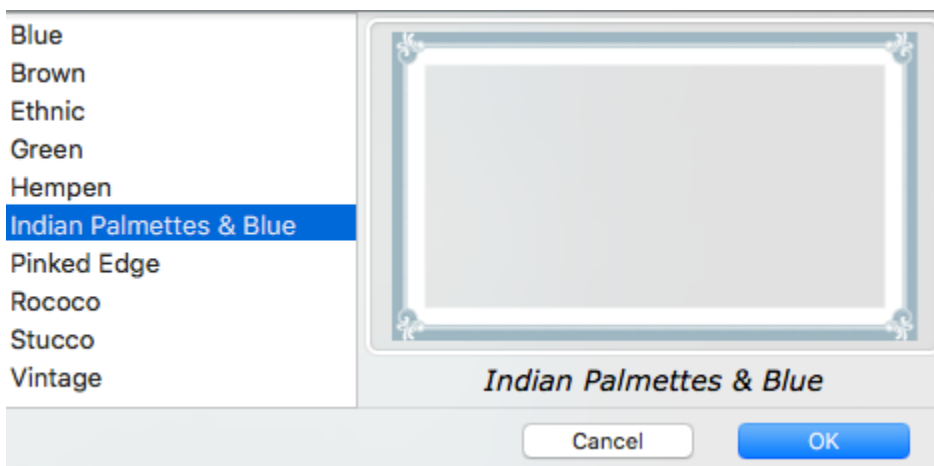 Blue
Brown
Ethnic
Green
Hempen
Indian Palmettes & Blue
Pinked Edge
Rococo
Stucco
Vintage
Indian Palmettes & Blue
Cancel
OK